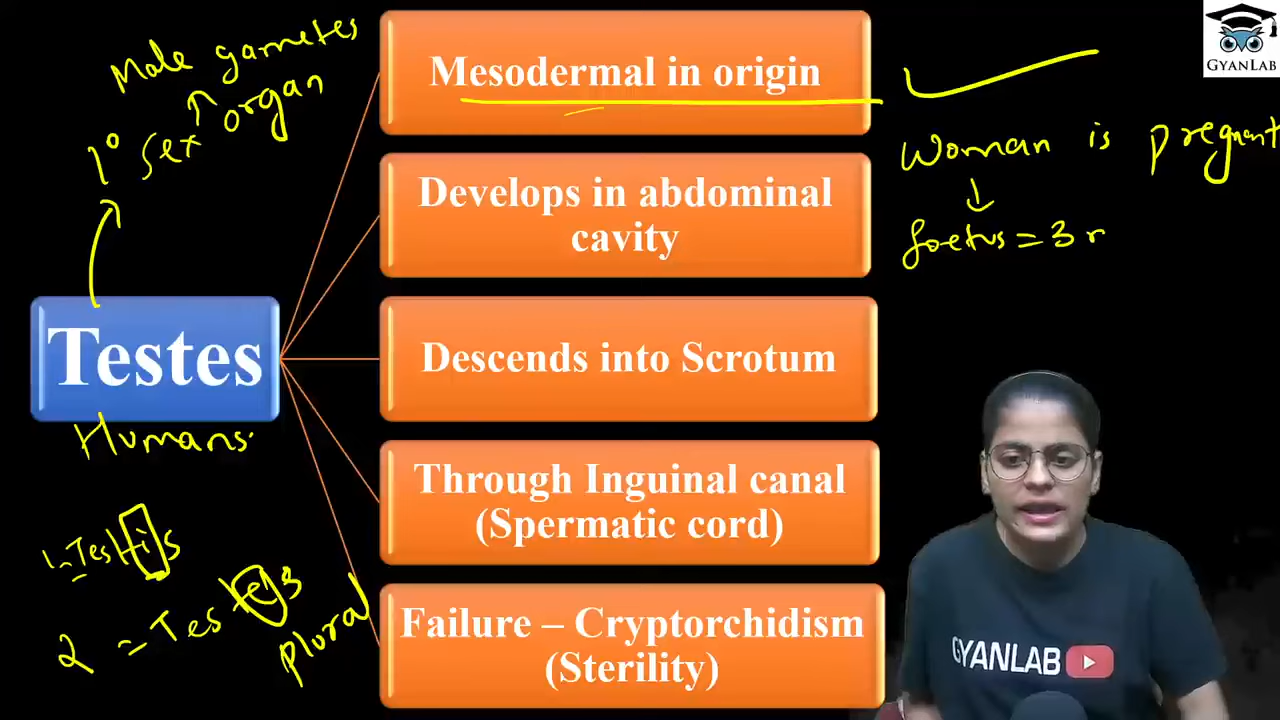 Male gametes
1° sex organ
Testes
Humans
1 = Testis
2 = Testes
plural
Mesodermal in origin
Develops in abdominal
cavity
Descends into Scrotum
Through Inguinal canal
(Spermatic cord)
Failure – Cryptorchidism
(Sterility)
GYANLAB
Woman is pregnant
foetus = 3
GYANLAB